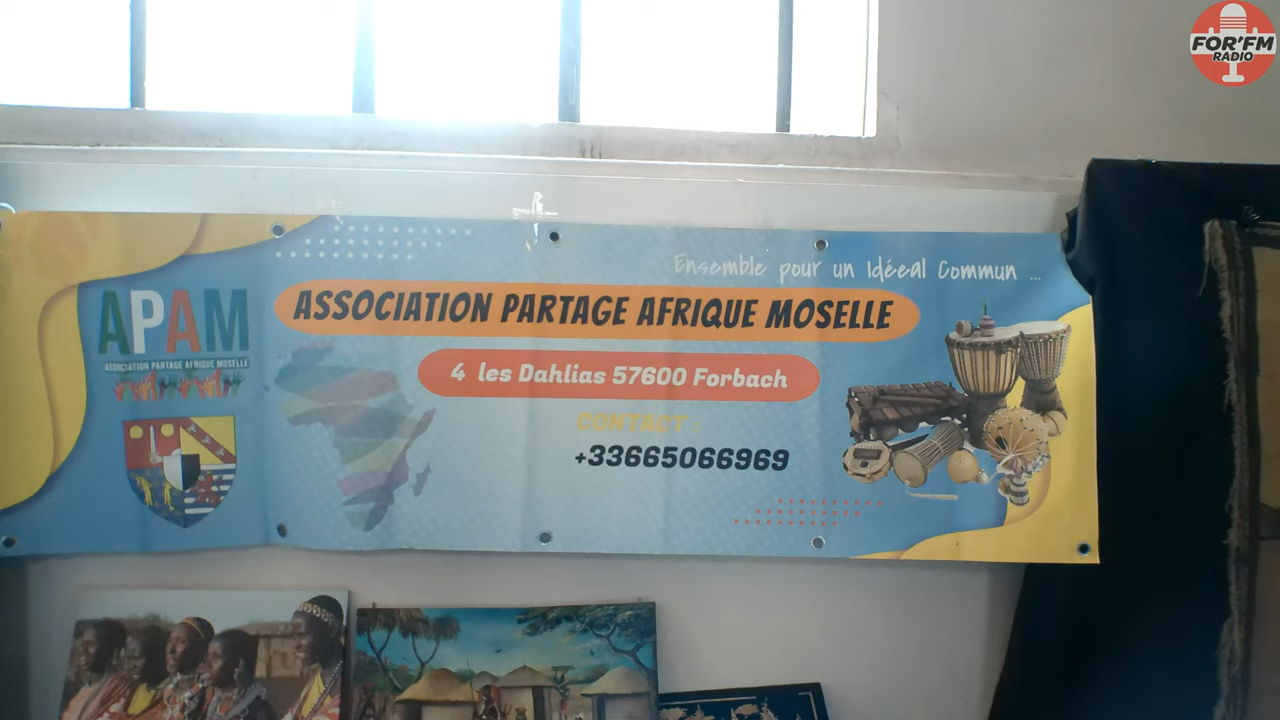 FOR'FM
RADIO
Ensemble pour un Idéeal Commun ...
APAM
ASSOCIATION PARTAGE AFRIQUE MOSELLE
ASSOCIATION PARTAGE AFRIQUE MOSELLE
4 les Dahlias 57600 Forbach
CONTACT :
+33665066969